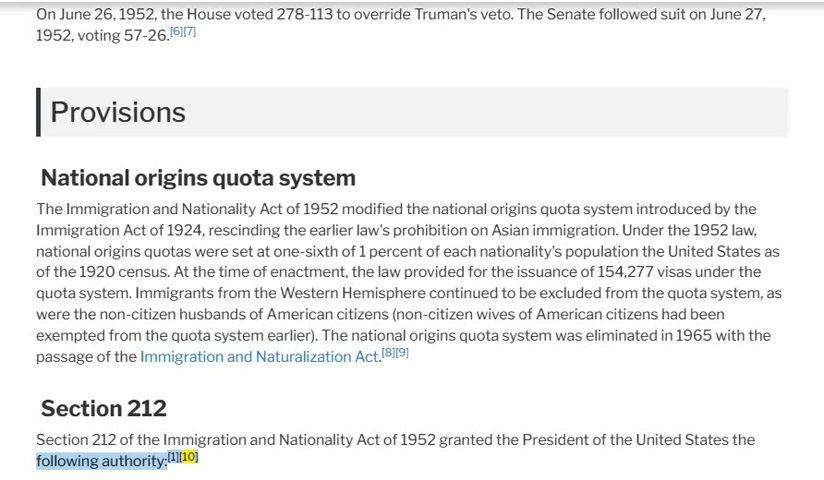 On June 26, 1952, the House voted 278-113 to override Truman's veto. The Senate followed suit on June 27,
1952, voting 57-26.[6][7]
Provisions
National origins quota system
The Immigration and Nationality Act of 1952 modified the national origins quota system introduced by the
Immigration Act of 1924, rescinding the earlier law's prohibition on Asian immigration. Under the 1952 law,
national origins quotas were set at one-sixth of 1 percent of each nationality's population the United States as
of the 1920 census. At the time of enactment, the law provided for the issuance of 154,277 visas under the
quota system. Immigrants from the Western Hemisphere continued to be excluded from the quota system, as
were the non-citizen husbands of American citizens (non-citizen wives of American citizens had been
exempted from the quota system earlier). The national origins quota system was eliminated in 1965 with the
passage of the Immigration and Naturalization Act.[8][9]
Section 212
Section 212 of the Immigration and Nationality Act of 1952 granted the President of the United States the
following authority:[1][10]